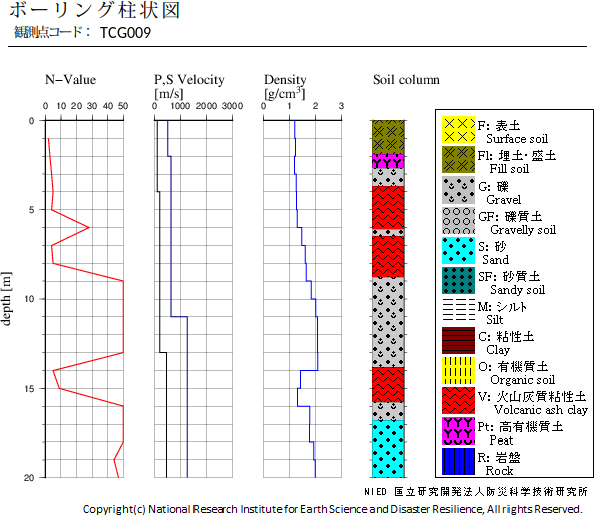 ボーリング柱状図
観測点コード： TCG009
N−Value
P,S Velocity
[m/s]
Density
[g/cm3]
Soil column
0 10 20 30 40 50
0 1000 2000 3000
0 1 2 3
depth [m]
0
5
10
15
20
F: 表土
Surface soil
Fl: 埋土・盛土
Fill soil
G: 礫
Gravel
GF: 礫質土
Gravelly soil
S: 砂
Sand
SF: 砂質土
Sandy soil
M: シルト
Silt
C: 粘性土
Clay
O: 有機質土
Organic soil
V: 火山灰質粘性土
Volcanic ash clay
Pt: 高有機質土
Peat
R: 岩盤
Rock
NIED 国立研究開発法人防災科学技術研究所
Copyright(c) National Research Institute for Earth Science and Disaster Resilience, All rights Reserved.